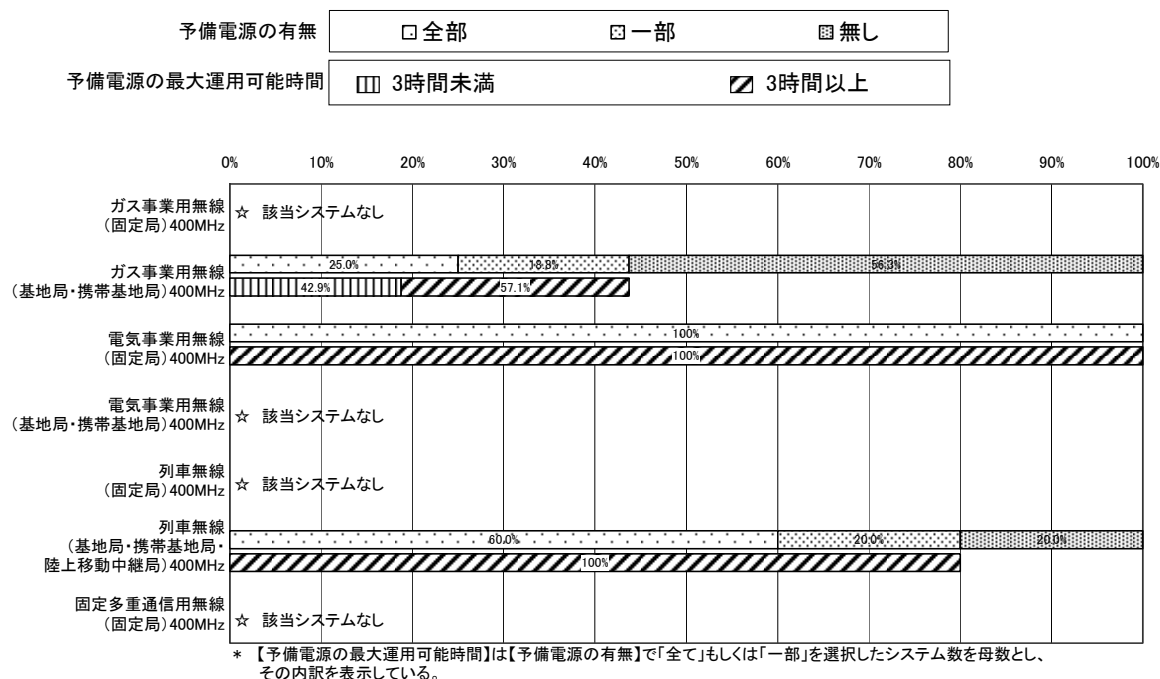 予備電源の有無
全部 一部 無し
予備電源の最大運用可能時間
3時間未満 3時間以上
0% 10% 20% 30% 40% 50% 60% 70% 80% 90% 100%
ガス事業用無線
(固定局)400MHz
☆ 該当システムなし
ガス事業用無線
(基地局・携帯基地局)400MHz
25.0% 18.8% 56.3%
42.9% 57.1%
電気事業用無線
(固定局)400MHz
100%
100%
電気事業用無線
(基地局・携帯基地局)400MHz
☆ 該当システムなし
列車無線
(固定局)400MHz
☆ 該当システムなし
列車無線
(基地局・携帯基地局・
陸上移動中継局)400MHz
60.0% 20.0% 20.0%
100%
固定多重通信用無線
(固定局)400MHz
☆ 該当システムなし
* 【予備電源の最大運用可能時間】は【予備電源の有無】で「全て」もしくは「一部」を選択したシステム数を母数とし、
その内訳を表示している。